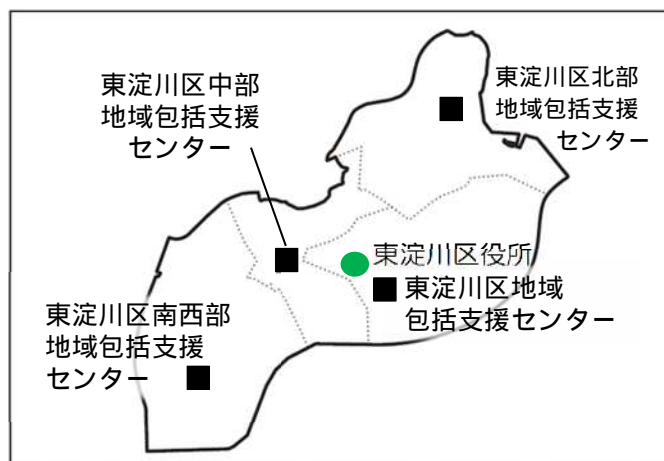 東淀川区中部
地域包括支援
センター
東淀川区北部
地域包括支援
センター
東淀川区役所
東淀川区地域
包括支援センター
東淀川区南西部
地域包括支援
センター